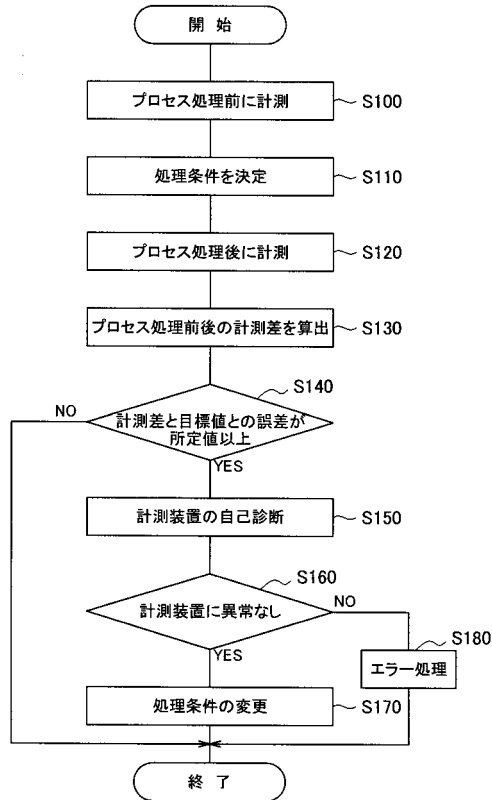 開 始
プロセス処理前に計測
S100
処理条件を決定
S110
プロセス処理後に計測
S120
プロセス処理前後の計測差を算出
S130
S140
NO
計測差と目標値との誤差が
所定値以上
YES
計測装置の自己診断
S150
S160
計測装置に異常なし
NO
YES
S180
エラー処理
処理条件の変更
S170
終 了